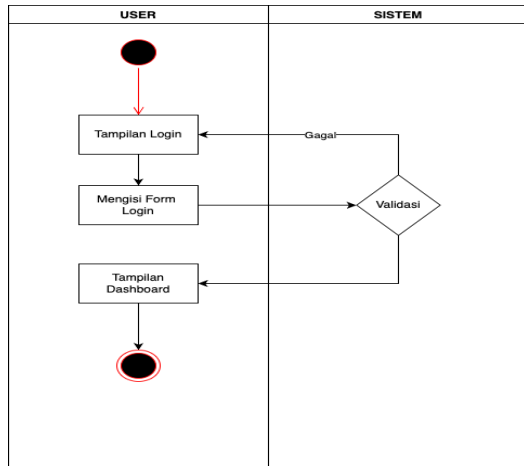 USER
SISTEM
Tampilan Login
Gagal
Mengisi Form
Login
Validasi
Tampilan
Dashboard